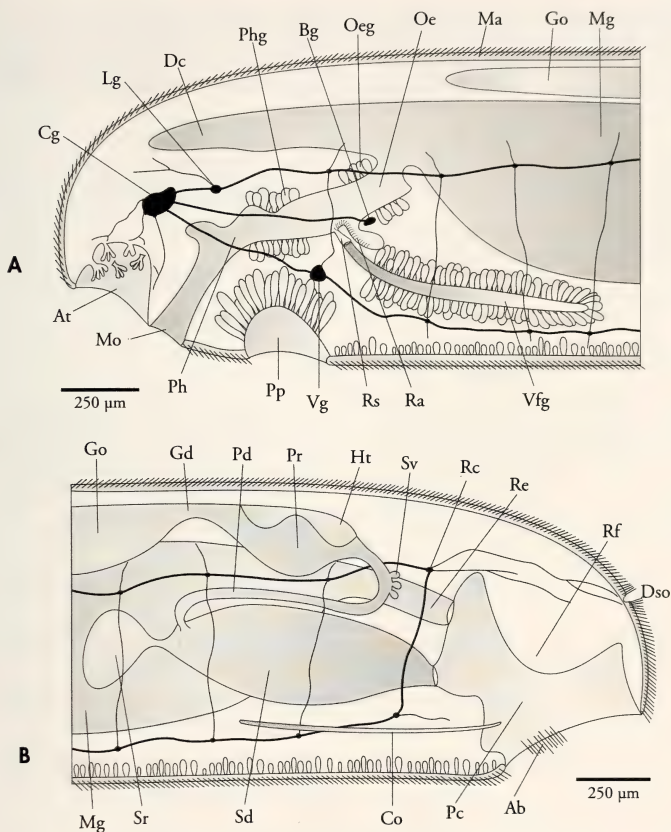 Phg
Bg
Oeg
Oe
Ma
Go
Mg
Dc
Lg
Cg
A
At
Mo
Ph
Pp
Vg
Rs
Ra
Vfg
250 µm
Go
Gd
Pd
Pr
Ht
Sv
Rc
Re
Rf
Dso
B
Mg
Sr
Sd
Co
Pc
Ab
250 µm